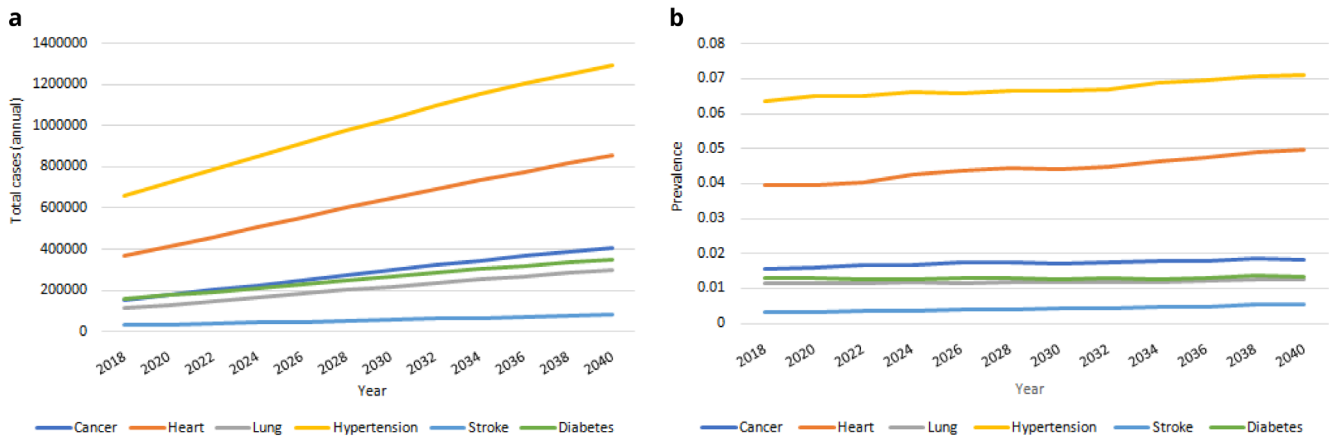 a
1400000
1200000
1000000
800000
600000
400000
200000
0
Total cases (annual)
2018 2020 2022 2024 2026 2028 2030 2032 2034 2036 2038 2040
Year
Cancer Heart Lung Hypertension Stroke Diabetes
b
0.08
0.07
0.06
0.05
0.04
0.03
0.02
0.01
0
Prevalence
2018 2020 2022 2024 2026 2028 2030 2032 2034 2036 2038 2040
Year
Cancer Heart Lung Hypertension Stroke Diabetes